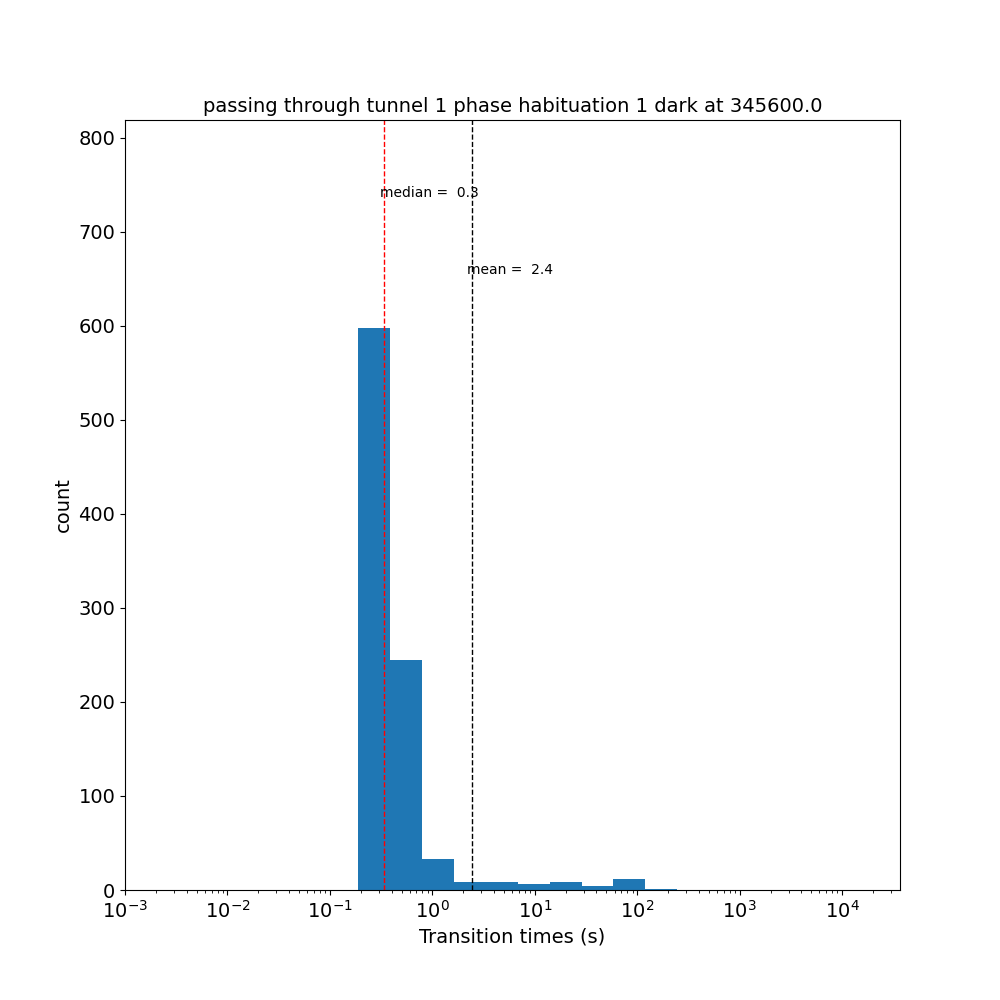 passing through tunnel 1 phase habituation 1 dark at 345600.0
800
median =  0.3
700
mean =  2.4
600
500
count
400
300
200
100
0
10⁻³ 10⁻² 10⁻¹ 10⁰ 10¹ 10² 10³ 10⁴
Transition times (s)